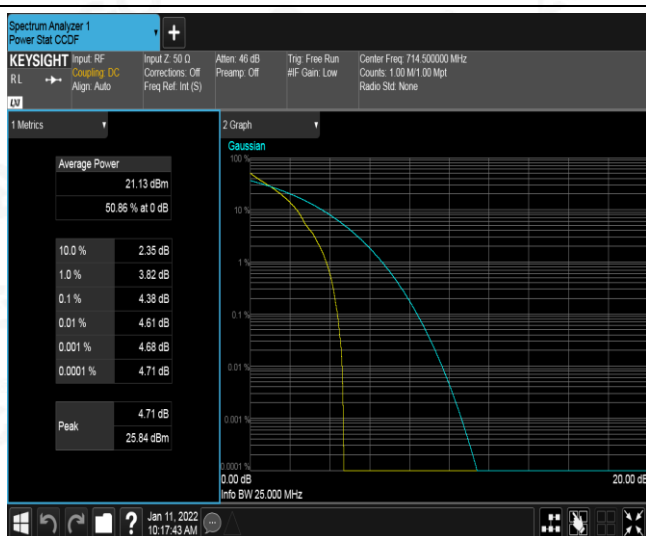 Spectrum Analyzer 1
Power Stat CCDF
+
KEYSIGHT
RL
LXI
Input: RF
Coupling: DC
Align: Auto
Input Z: 50 Ω
Corrections: Off
Freq Ref: Int (S)
Atten: 46 dB
Preamp: Off
Trig: Free Run
#IF Gain: Low
Center Freq: 714.500000 MHz
Counts: 1.00 M/1.00 Mpt
Radio Std: None
1 Metrics
Average Power
21.13 dBm
50.86 % at 0 dB
10.0 % 2.35 dB
1.0 % 3.82 dB
0.1 % 4.38 dB
0.01 % 4.61 dB
0.001 % 4.68 dB
0.0001 % 4.71 dB
Peak
4.71 dB
25.84 dBm
2 Graph
Gaussian
100 %
10 %
1 %
0.1 %
0.01 %
0.001 %
0.0001 %
0.00 dB 20.00 dB
Info BW 25.000 MHz
?
Jan 11, 2022
10:17:43 AM